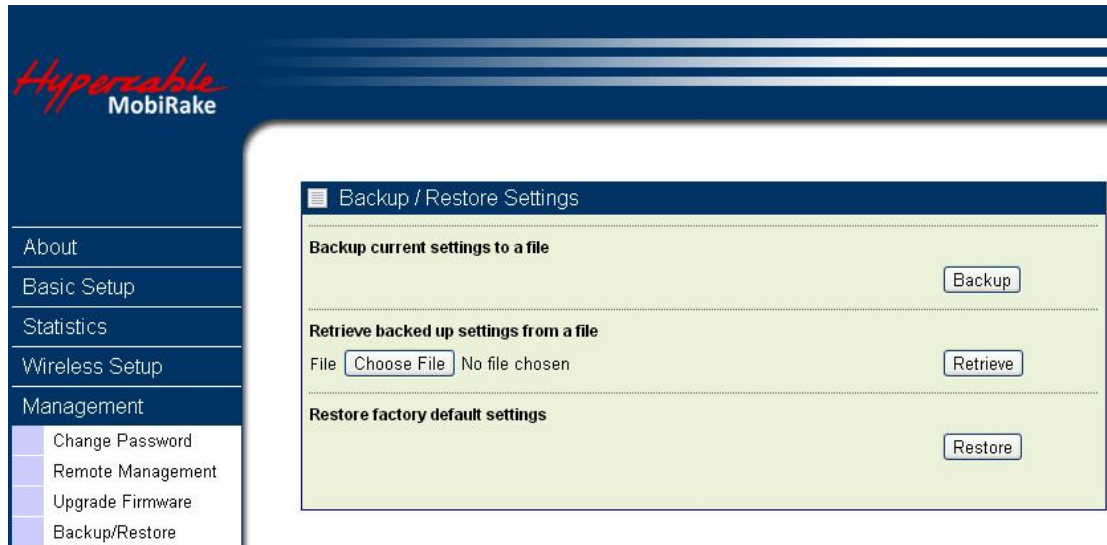 Hypercable
MobiRake
About
Basic Setup
Statistics
Wireless Setup
Management
Change Password
Remote Management
Upgrade Firmware
Backup/Restore
Backup / Restore Settings
Backup current settings to a file
Backup
Retrieve backed up settings from a file
File Choose File No file chosen Retrieve
Restore factory default settings
Restore